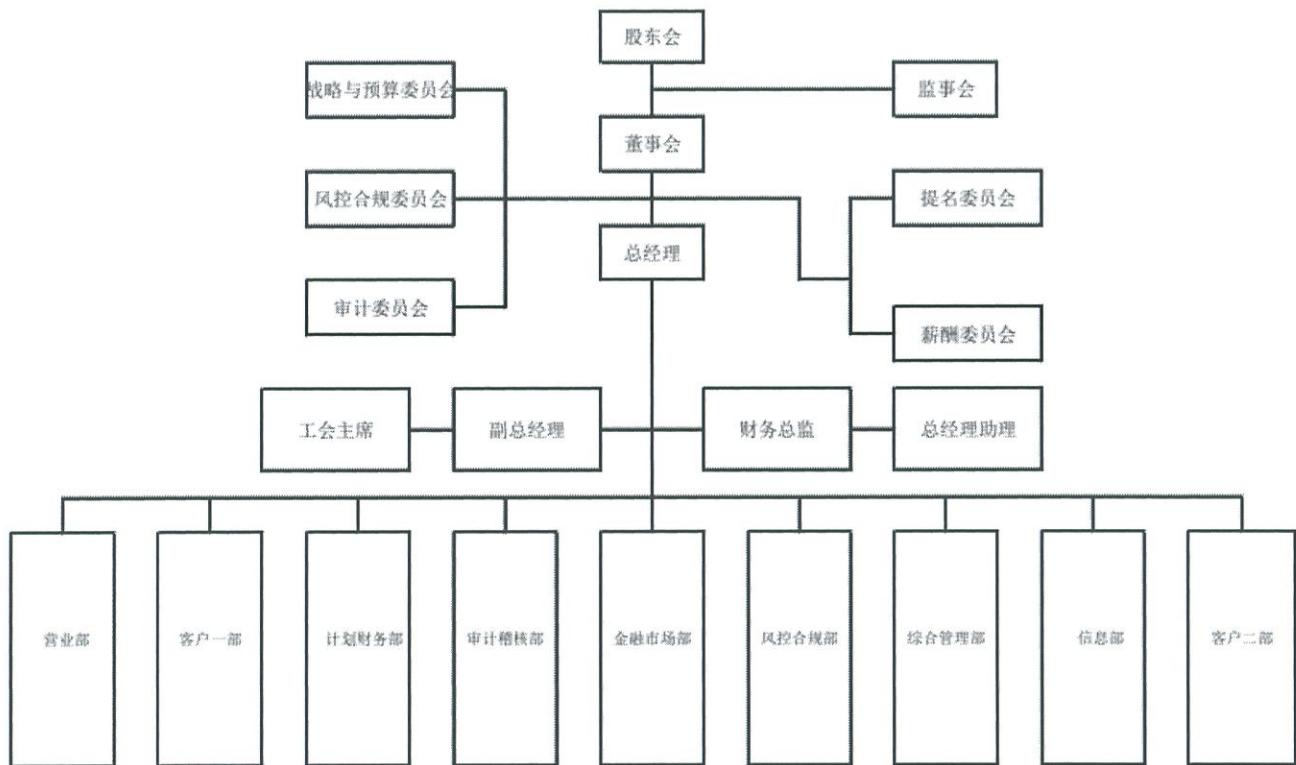 股东会
战略与预算委员会
监事会
董事会
风控合规委员会
提名委员会
总经理
审计委员会
薪酬委员会
工会主席
副总经理
财务总监
总经理助理
营业部
客户一部
计划财务部
审计稽核部
金融市场部
风控合规部
综合管理部
信息部
客户二部